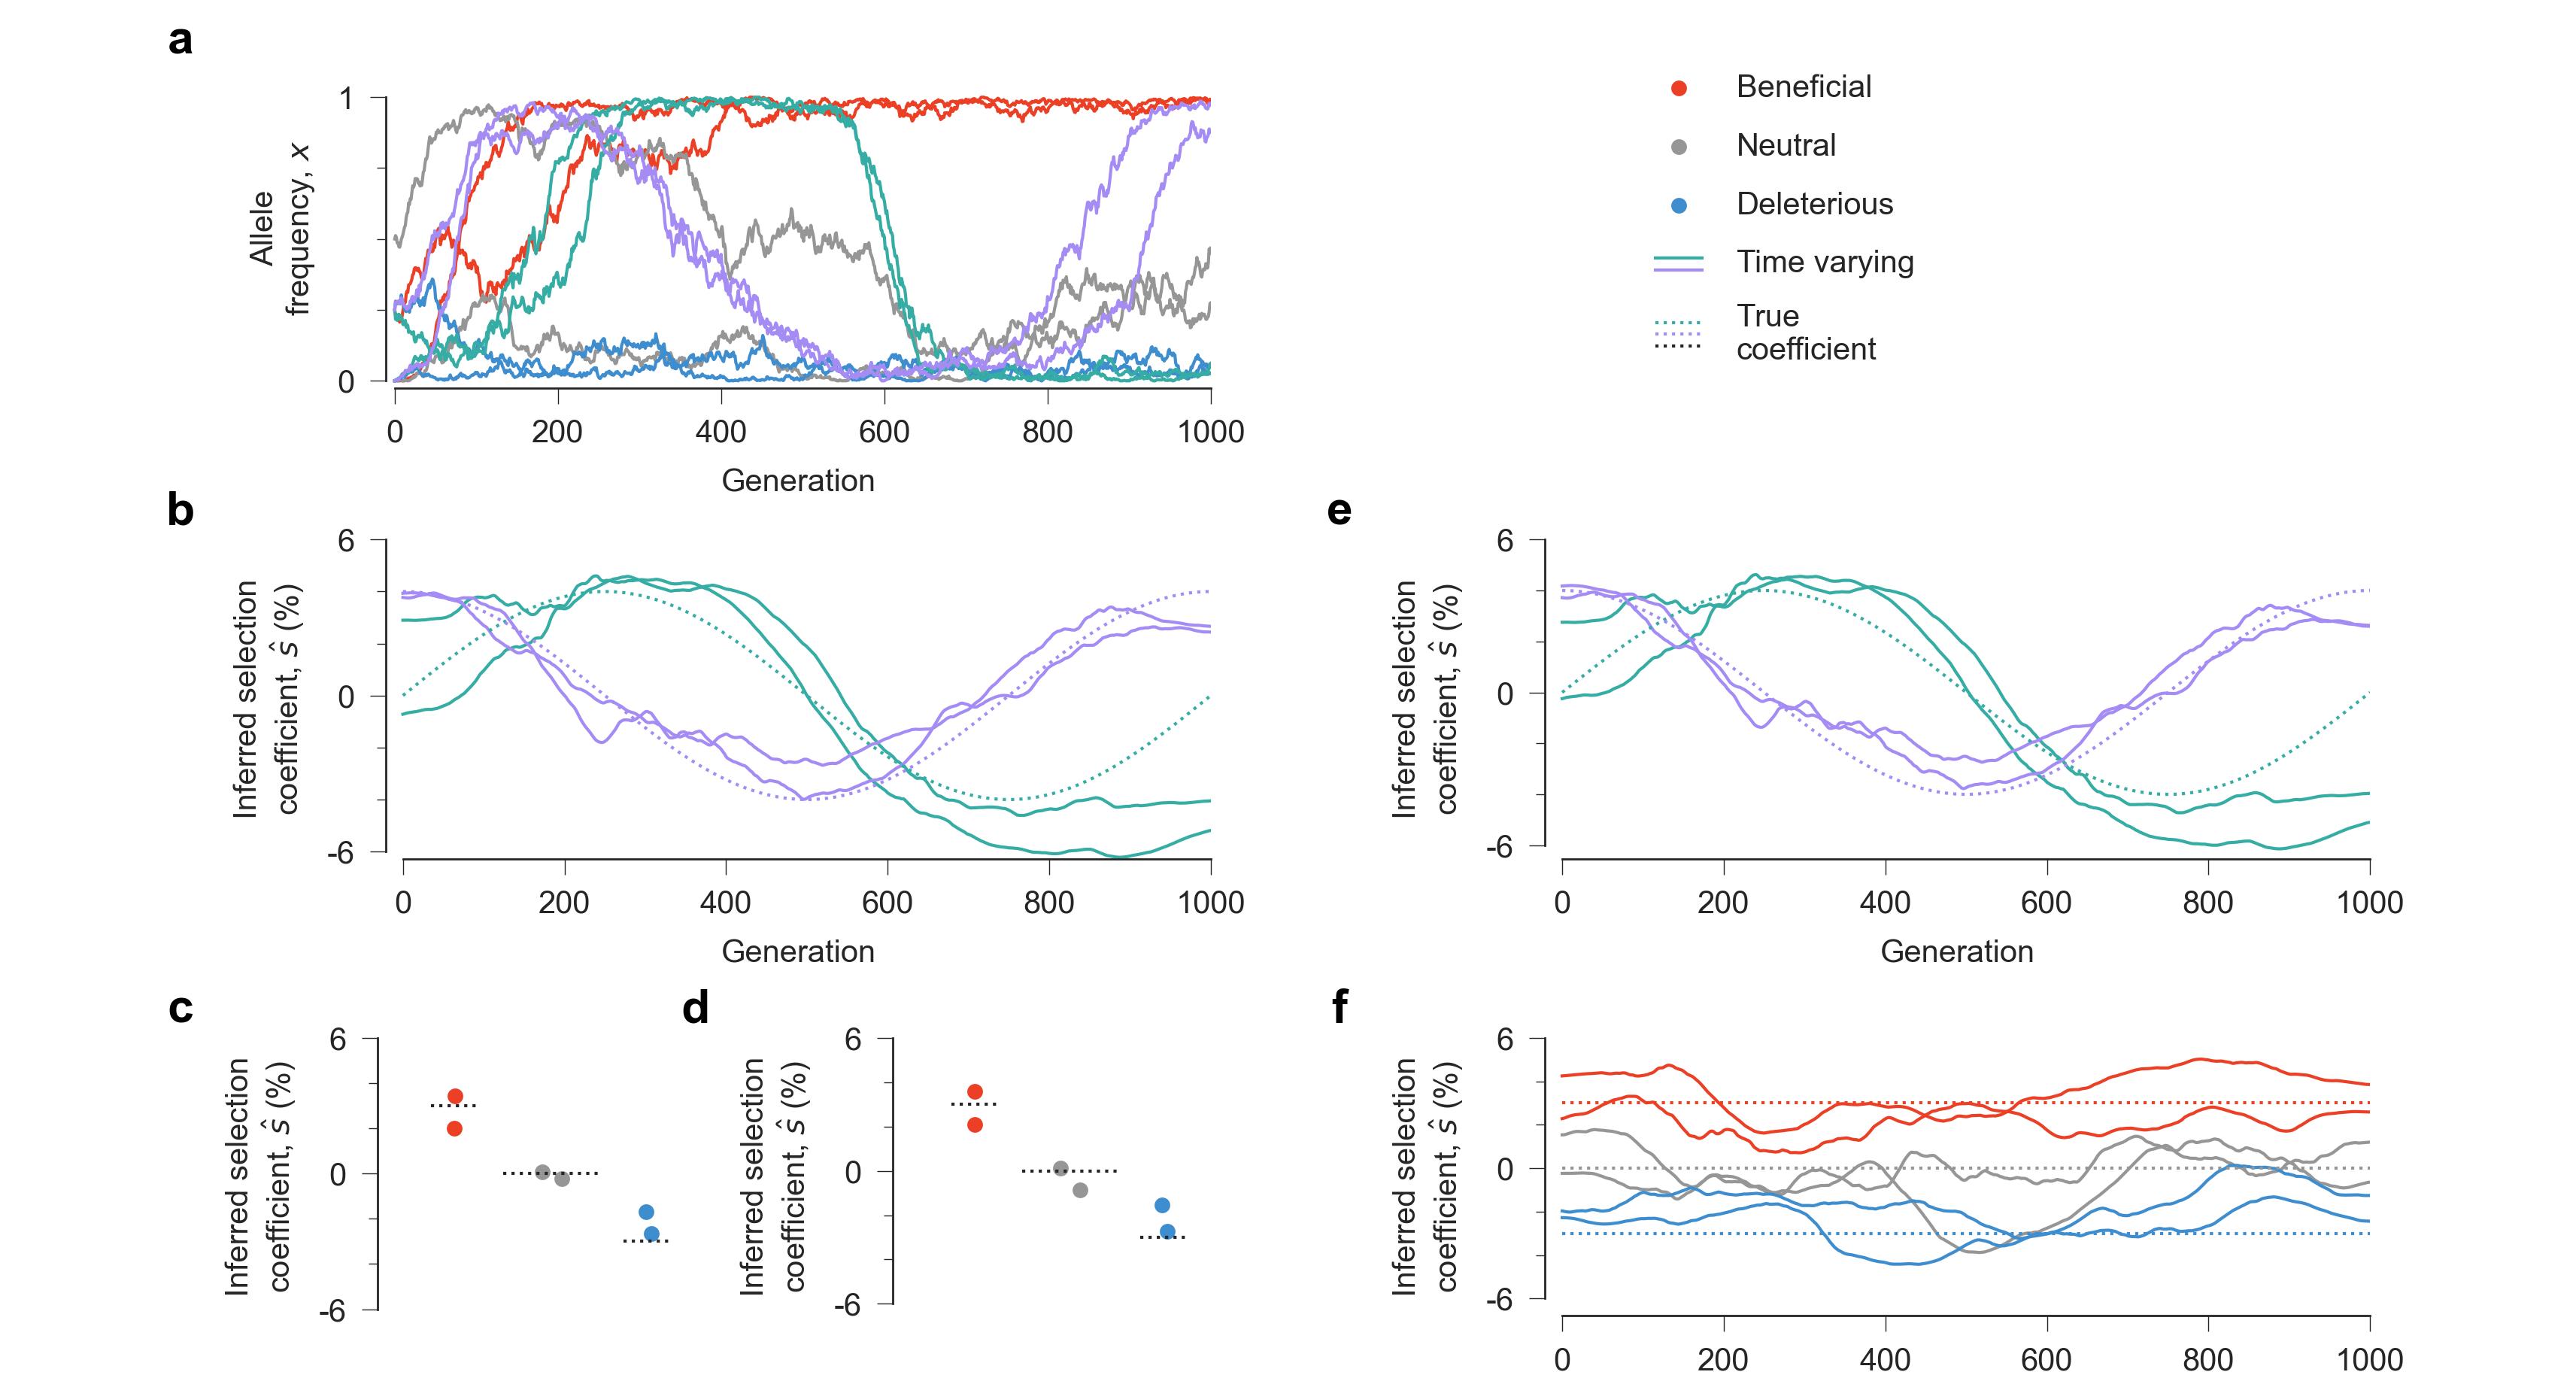 a
1
0
Allele
frequency, x
0 200 400 600 800 1000
Generation
Beneficial
Neutral
Deleterious
Time varying
True
coefficient
b
6
0
-6
Inferred selection
coefficient, ŝ (%)
0 200 400 600 800 1000
Generation
e
6
0
-6
Inferred selection
coefficient, ŝ (%)
0 200 400 600 800 1000
Generation
c
6
0
-6
Inferred selection
coefficient, ŝ (%)
d
6
0
-6
Inferred selection
coefficient, ŝ (%)
f
6
0
-6
Inferred selection
coefficient, ŝ (%)
0 200 400 600 800 1000